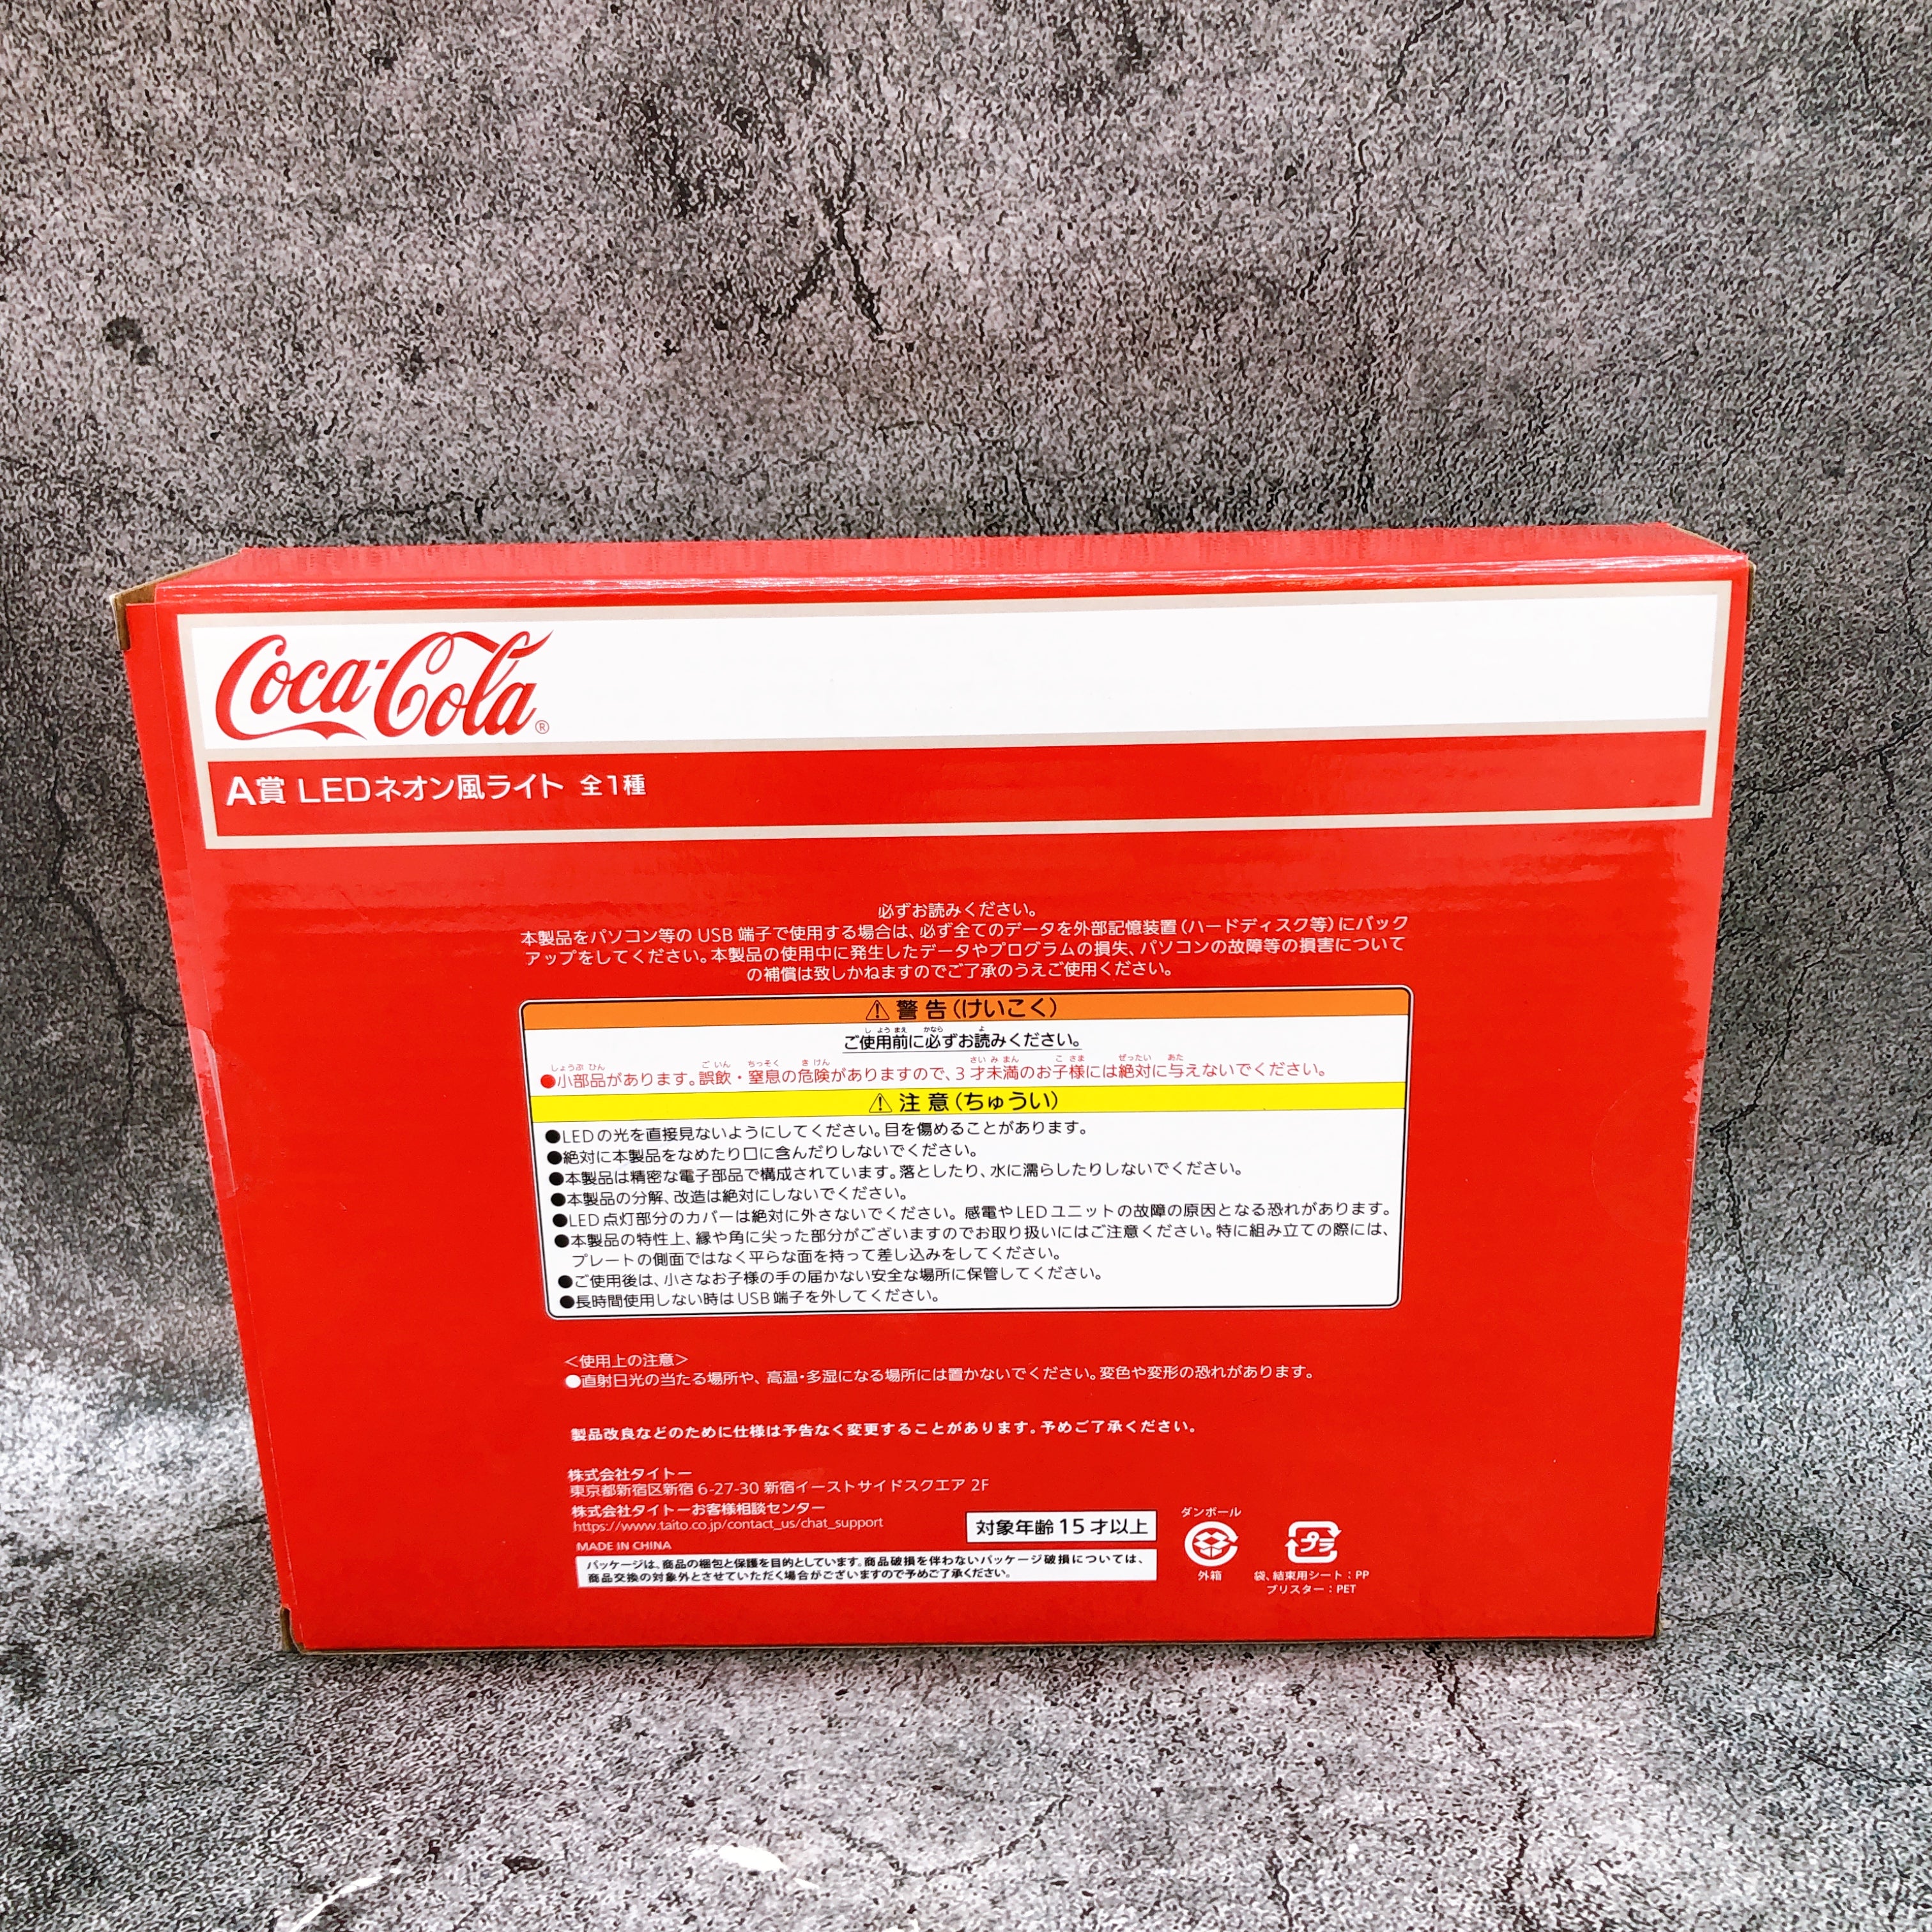 Coca-Cola®
A賞 LEDネオン風ライト 全1種
必ずお読みください。
本製品をパソコン等の USB 端子で使用する場合は、必ず全てのデータを外部記憶装置(ハードディスク等)にバック
アップをしてください。本製品の使用中に発生したデータやプログラムの損失、パソコンの故障等の損害について
の補償は致しかねますのでご了承のうえご使用ください。
⚠ 警告(けいこく)
しようまえ かなら よ
ご使用前に必ずお読みください。
しょうぶひん ごいん ちっそく きけん さいみまん こさま ぜったい あた
●小部品があります。誤飲・窒息の危険がありますので、3才未満のお子様には絶対に与えないでください。
⚠ 注意(ちゅうい)
●LEDの光を直接見ないようにしてください。目を傷めることがあります。
●絶対に本製品をなめたり口に含んだりしないでください。
●本製品は精密な電子部品で構成されています。落としたり、水に濡らしたりしないでください。
●本製品の分解、改造は絶対にしないでください。
●LED点灯部分のカバーは絶対に外さないでください。感電やLEDユニットの故障の原因となる恐れがあります。
●本製品の特性上、縁や角に尖った部分がございますのでお取り扱いにはご注意ください。特に組み立ての際には、
プレートの側面ではなく平らな面を持って差し込みをしてください。
●ご使用後は、小さなお子様の手の届かない安全な場所に保管してください。
●長時間使用しない時はUSB端子を外してください。
＜使用上の注意＞
●直射日光の当たる場所や、高温・多湿になる場所には置かないでください。変色や変形の恐れがあります。
製品改良などのために仕様は予告なく変更することがあります。予めご了承ください。
株式会社タイトー
東京都新宿区新宿 6-27-30 新宿イーストサイドスクエア 2F
株式会社タイトーお客様相談センター
https://www.taito.co.jp/contact_us/chat_support
MADE IN CHINA
対象年齢15才以上
パッケージは、商品の梱包と保護を目的としています。商品破損を伴わないパッケージ破損については、
商品交換の対象外とさせていただく場合がございますので予めご了承ください。
ダンボール
外箱
プラ
袋、結束用シート：PP
ブリスター：PET